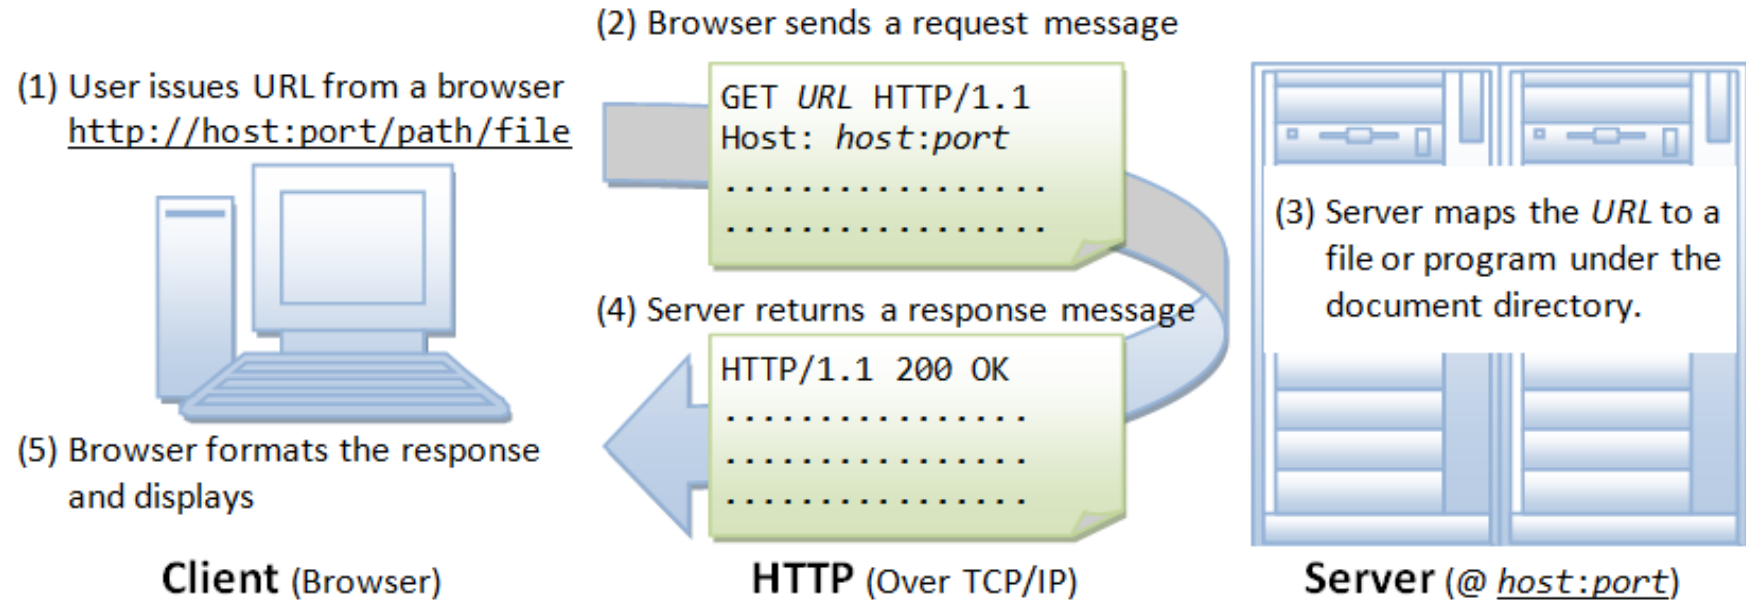 (1) User issues URL from a browser
http://host:port/path/file
(2) Browser sends a request message
GET URL HTTP/1.1
Host: host:port
..................
..................
(3) Server maps the URL to a
file or program under the
document directory.
(4) Server returns a response message
HTTP/1.1 200 OK
................
................
................
(5) Browser formats the response
and displays
Client (Browser)
HTTP (Over TCP/IP)
Server (@ host:port)